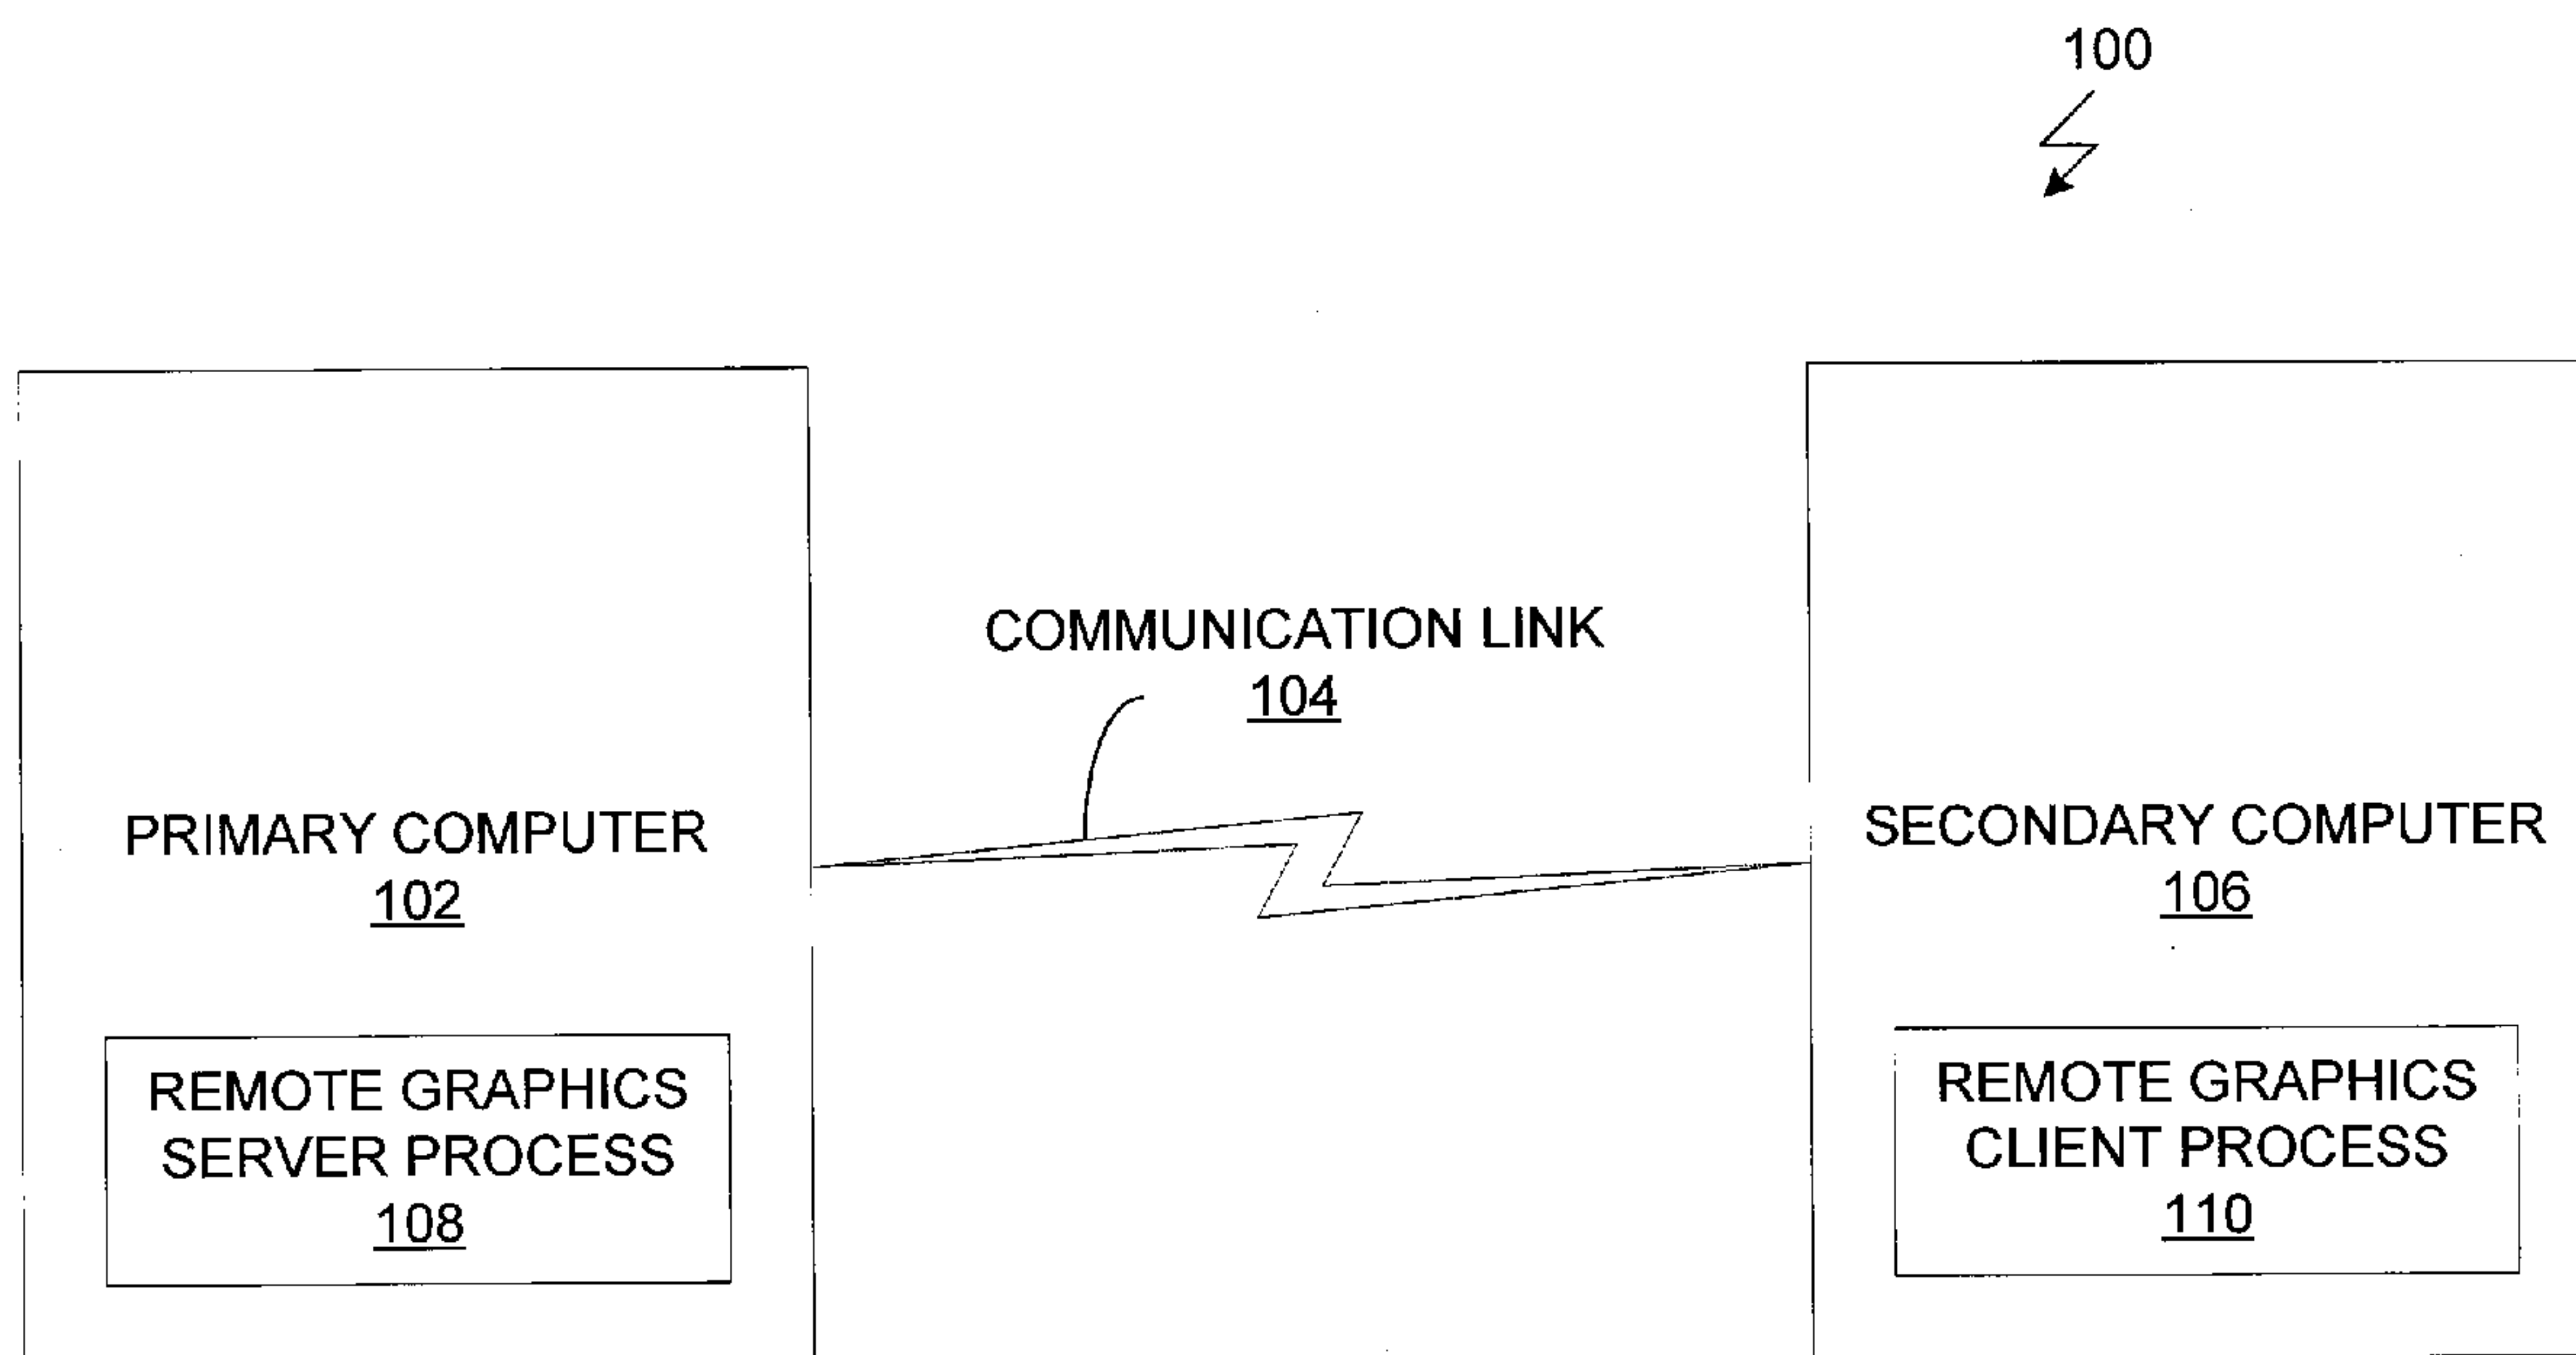 100
COMMUNICATION LINK
104
PRIMARY COMPUTER
102
REMOTE GRAPHICS
SERVER PROCESS
108
SECONDARY COMPUTER
106
REMOTE GRAPHICS
CLIENT PROCESS
110